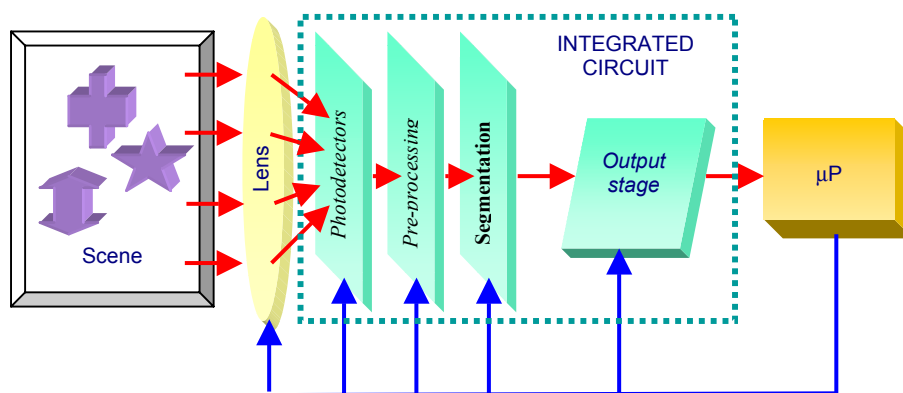 Scene
Lens
Photodetectors
Pre-processing
Segmentation
INTEGRATED
CIRCUIT
Output
stage
μP